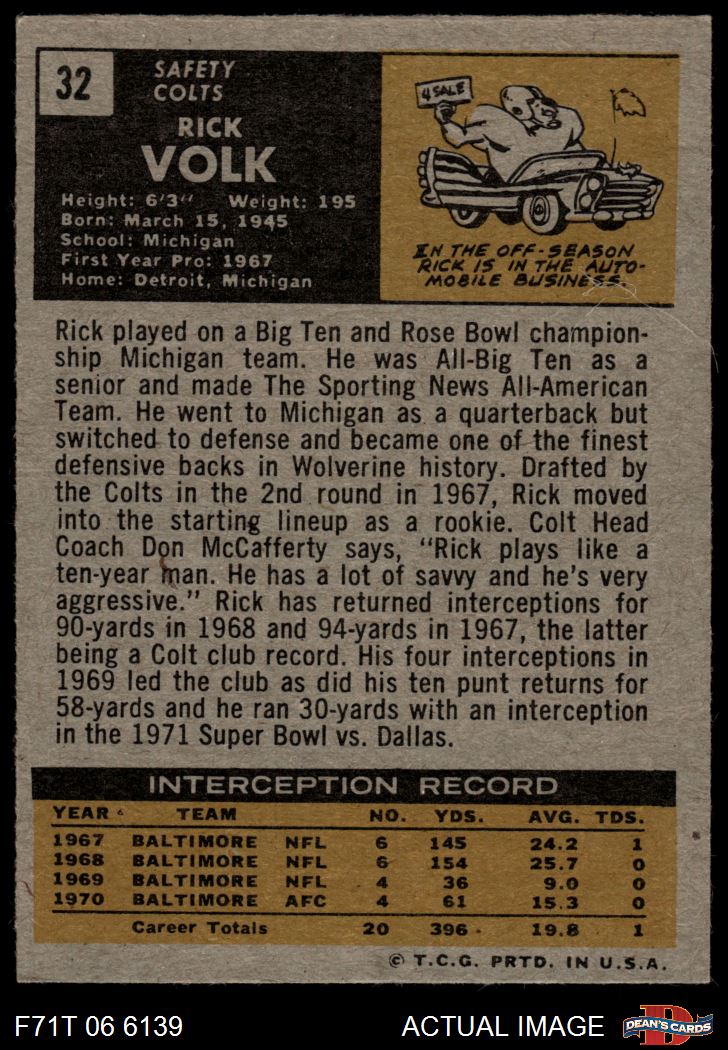 32
SAFETY
COLTS
RICK
VOLK
Height: 6'3" Weight: 195
Born: March 15, 1945
School: Michigan
First Year Pro: 1967
Home: Detroit, Michigan
4 SALE
IN THE OFF-SEASON
RICK IS IN THE AUTO-
MOBILE BUSINESS.
Rick played on a Big Ten and Rose Bowl champion-
ship Michigan team. He was All-Big Ten as a
senior and made The Sporting News All-American
Team. He went to Michigan as a quarterback but
switched to defense and became one of the finest
defensive backs in Wolverine history. Drafted by
the Colts in the 2nd round in 1967, Rick moved
into the starting lineup as a rookie. Colt Head
Coach Don McCafferty says, "Rick plays like a
ten-year man. He has a lot of savvy and he's very
aggressive." Rick has returned interceptions for
90-yards in 1968 and 94-yards in 1967, the latter
being a Colt club record. His four interceptions in
1969 led the club as did his ten punt returns for
58-yards and he ran 30-yards with an interception
in the 1971 Super Bowl vs. Dallas.
INTERCEPTION RECORD
YEAR TEAM NO. YDS. AVG. TDS.
1967 BALTIMORE NFL 6 145 24.2 1
1968 BALTIMORE NFL 6 154 25.7 0
1969 BALTIMORE NFL 4 36 9.0 0
1970 BALTIMORE AFC 4 61 15.3 0
Career Totals 20 396 19.8 1
© T.C.G. PRTD. IN U.S.A.
F71T 06 6139 ACTUAL IMAGE
D
DEAN'S CARDS